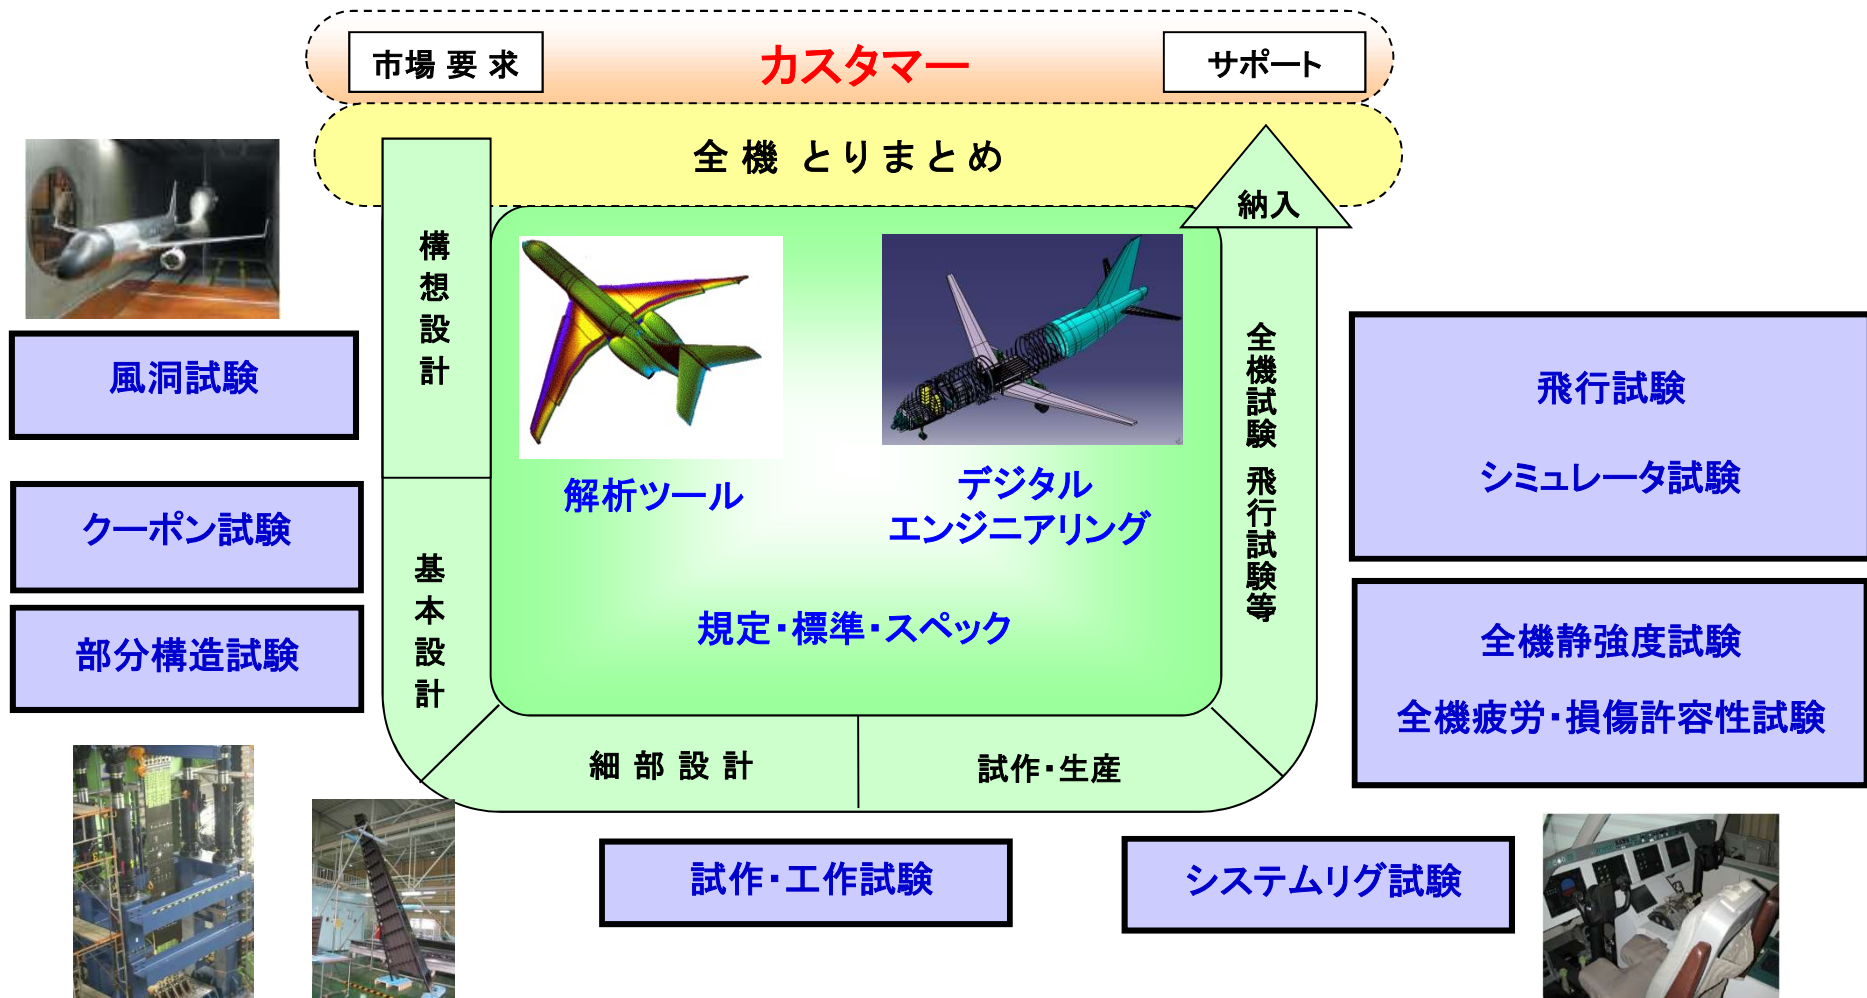 市場要求
カスタマー
サポート
全機 とりまとめ
納入
構想設計
基本設計
細部設計
試作・生産
全機試験 飛行試験等
解析ツール
デジタル
エンジニアリング
規定・標準・スペック
風洞試験
クーポン試験
部分構造試験
試作・工作試験
システムリグ試験
飛行試験
シミュレータ試験
全機静強度試験
全機疲労・損傷許容性試験